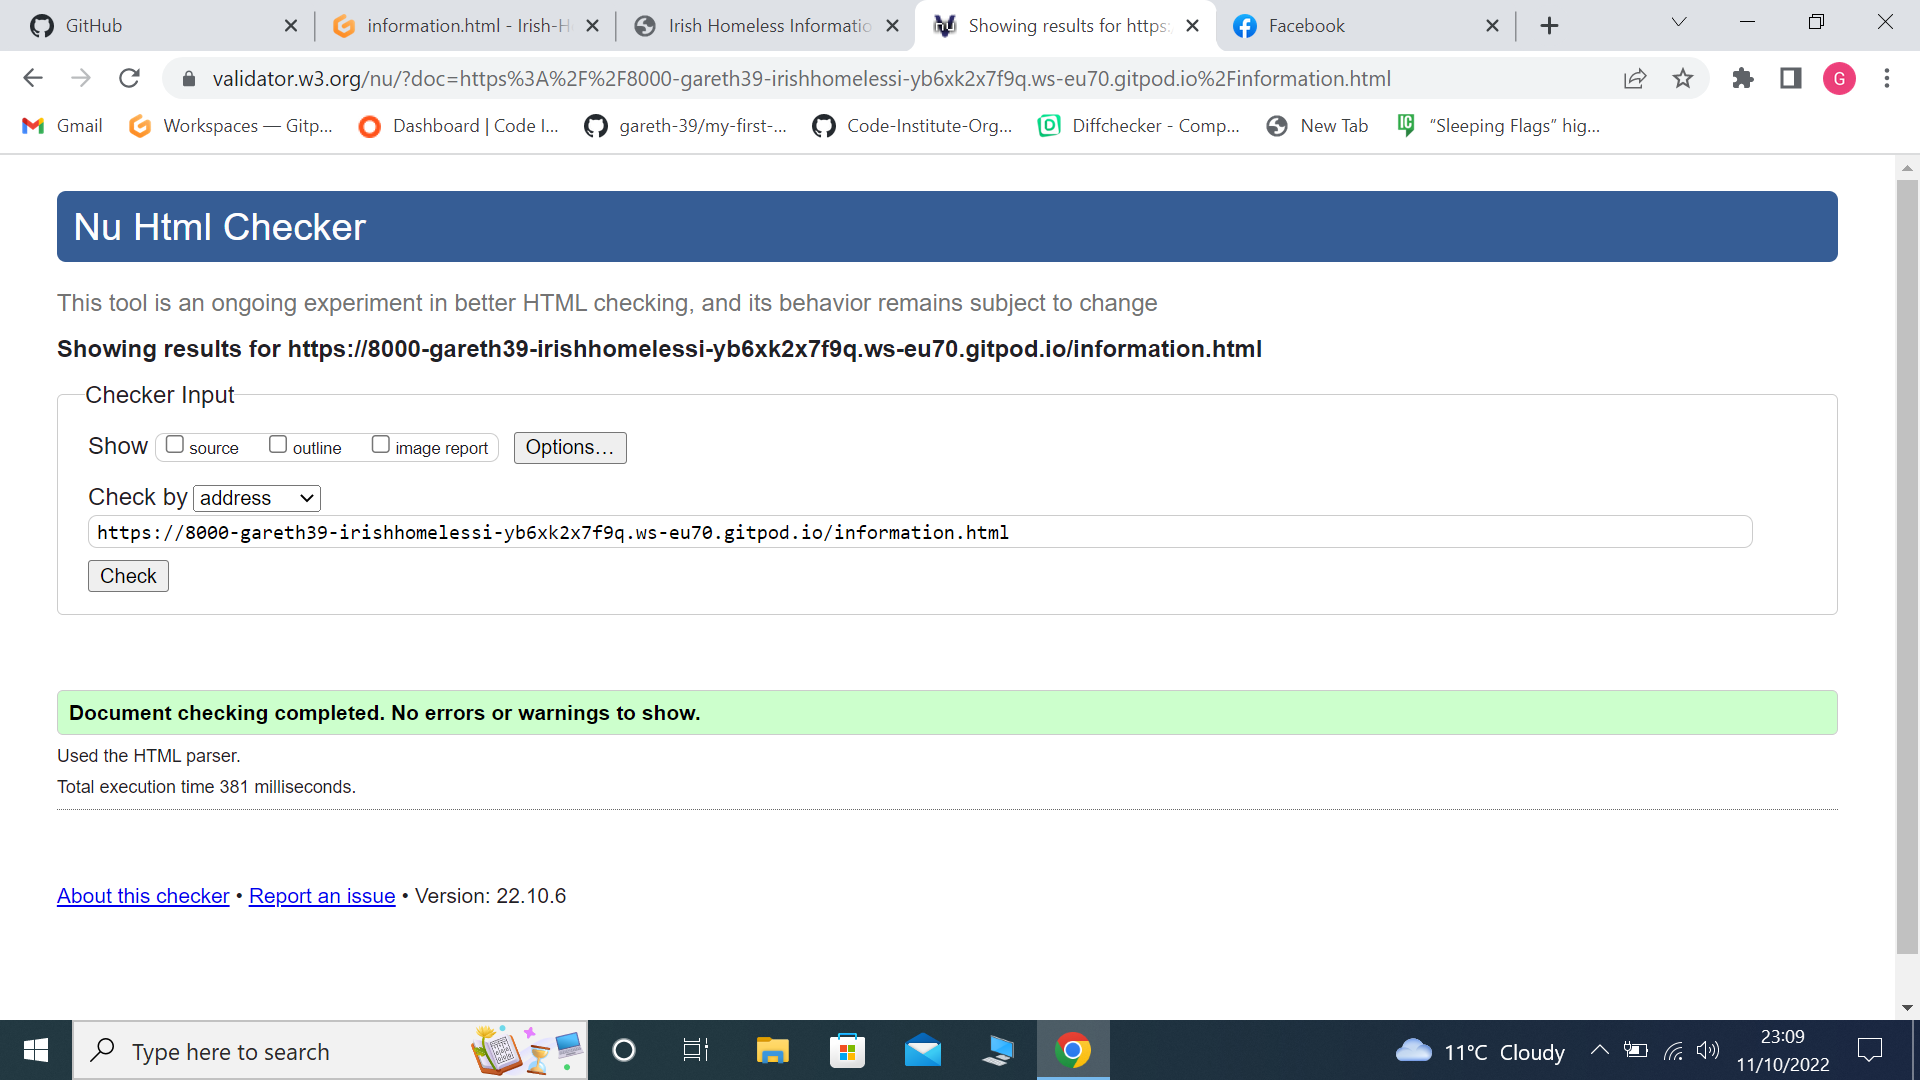 GitHub
information.html - Irish-H
Irish Homeless Informatio
Showing results for https:
Facebook
validator.w3.org/nu/?doc=https%3A%2F%2F8000-gareth39-irishhomelessi-yb6xk2x7f9q.ws-eu70.gitpod.io%2Finformation.html
G
Gmail
Workspaces — Gitp...
Dashboard | Code I...
gareth-39/my-first-...
Code-Institute-Org...
Diffchecker - Comp...
New Tab
“Sleeping Flags” hig...
Nu Html Checker
This tool is an ongoing experiment in better HTML checking, and its behavior remains subject to change
Showing results for https://8000-gareth39-irishhomelessi-yb6xk2x7f9q.ws-eu70.gitpod.io/information.html
Checker Input
Show source outline image report Options...
Check by address
https://8000-gareth39-irishhomelessi-yb6xk2x7f9q.ws-eu70.gitpod.io/information.html
Check
Document checking completed. No errors or warnings to show.
Used the HTML parser.
Total execution time 381 milliseconds.
About this checker • Report an issue • Version: 22.10.6
Type here to search
11°C Cloudy
23:09
11/10/2022